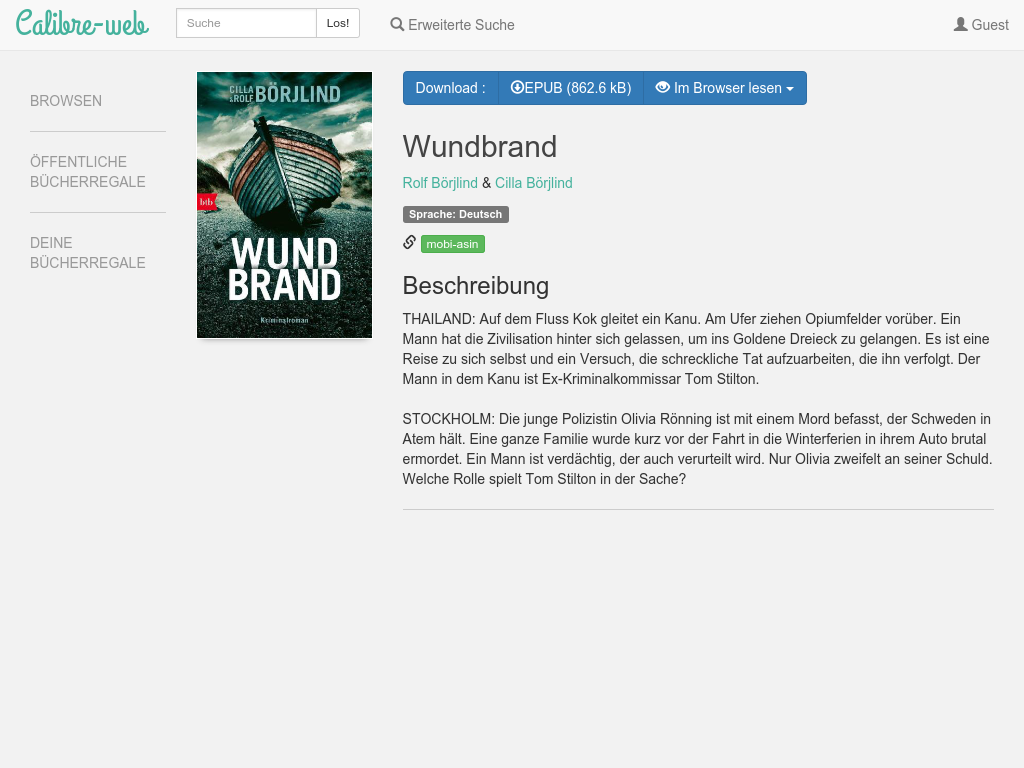 Calibre-web
Suche
Los!
Erweiterte Suche
Guest
BROWSEN
ÖFFENTLICHE
BÜCHERREGALE
DEINE
BÜCHERREGALE
CILLA
&ROLF BÖRJLIND
btb
WUND
BRAND
Kriminalroman
Download :
EPUB (862.6 kB)
Im Browser lesen
Wundbrand
Rolf Börjlind & Cilla Börjlind
Sprache: Deutsch
mobi-asin
Beschreibung
THAILAND: Auf dem Fluss Kok gleitet ein Kanu. Am Ufer ziehen Opiumfelder vorüber. Ein
Mann hat die Zivilisation hinter sich gelassen, um ins Goldene Dreieck zu gelangen. Es ist eine
Reise zu sich selbst und ein Versuch, die schreckliche Tat aufzuarbeiten, die ihn verfolgt. Der
Mann in dem Kanu ist Ex-Kriminalkommissar Tom Stilton.
STOCKHOLM: Die junge Polizistin Olivia Rönning ist mit einem Mord befasst, der Schweden in
Atem hält. Eine ganze Familie wurde kurz vor der Fahrt in die Winterferien in ihrem Auto brutal
ermordet. Ein Mann ist verdächtig, der auch verurteilt wird. Nur Olivia zweifelt an seiner Schuld.
Welche Rolle spielt Tom Stilton in der Sache?